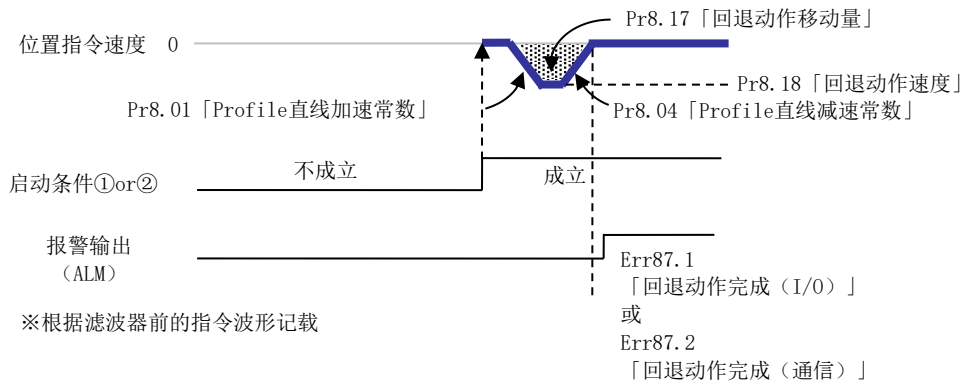 Pr8.17「回退动作移动量」
位置指令速度 0
Pr8.18「回退动作速度」
Pr8.01「Profile直线加速常数」
Pr8.04「Profile直线减速常数」
不成立
成立
启动条件①or②
报警输出
（ALM）
Err87.1
「回退动作完成（I/O）」
或
Err87.2
「回退动作完成（通信）」
※根据滤波器前的指令波形记载